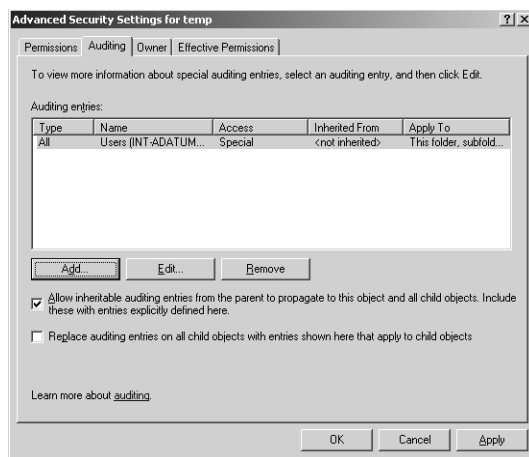 Advanced Security Settings for temp
Permissions Auditing Owner Effective Permissions
To view more information about special auditing entries, select an auditing entry, and then click Edit.
Auditing entries:
Type Name Access Inherited From Apply To
All Users (INT-ADATUM... Special <not inherited> This folder, subfold...
Add... Edit... Remove
Allow inheritable auditing entries from the parent to propagate to this object and all child objects. Include
these with entries explicitly defined here.
Replace auditing entries on all child objects with entries shown here that apply to child objects
Learn more about auditing.
OK Cancel Apply